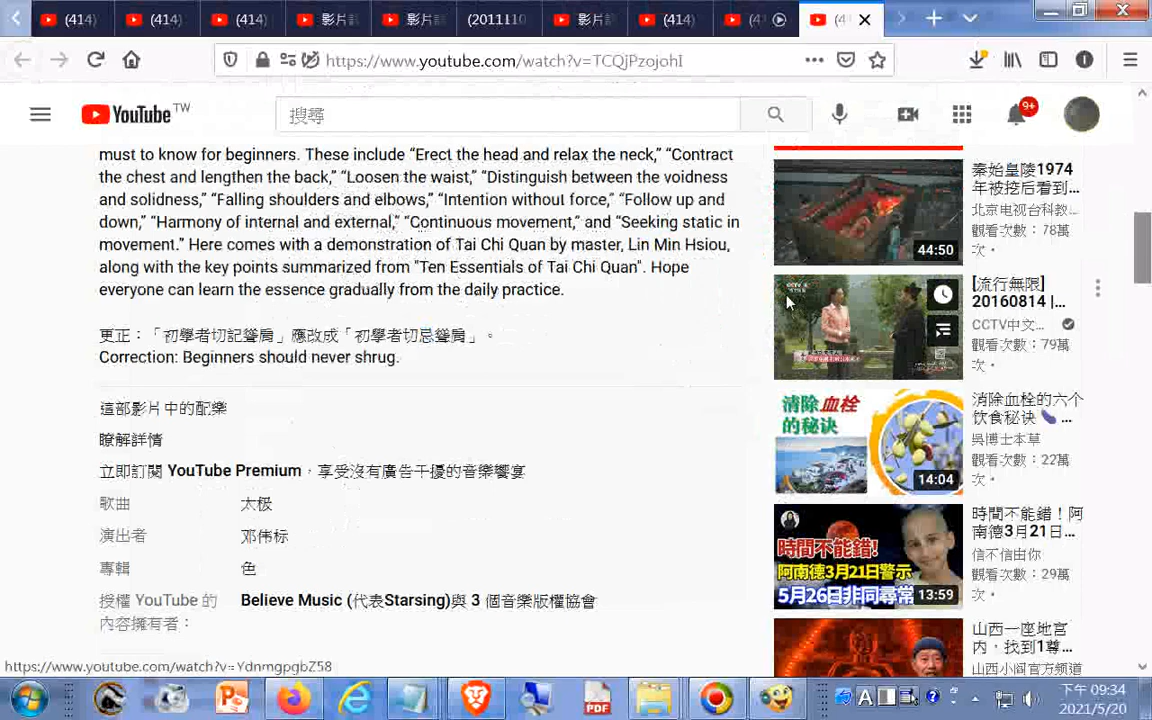 (414)
(414)
(414)
影片
影片
(2011110
影片
(414)
(4
(4
https://www.youtube.com/watch?v=TCQjPzojohI
YouTube TW
搜尋
9+
must to know for beginners. These include “Erect the head and relax the neck,” “Contract
the chest and lengthen the back,” “Loosen the waist,” “Distinguish between the voidness
and solidness,” “Falling shoulders and elbows,” “Intention without force,” “Follow up and
down,” “Harmony of internal and external,” “Continuous movement,” and “Seeking static in
movement.” Here comes with a demonstration of Tai Chi Quan by master, Lin Min Hsiou,
along with the key points summarized from "Ten Essentials of Tai Chi Quan". Hope
everyone can learn the essence gradually from the daily practice.
更正：「初學者切記聳肩」應改成「初學者切忌聳肩」。
Correction: Beginners should never shrug.
這部影片中的配樂
瞭解詳情
立即訂閱 YouTube Premium，享受沒有廣告干擾的音樂饗宴
歌曲 太极
演出者 邓伟标
專輯 色
授權 YouTube 的 Believe Music (代表Starsing)與 3 個音樂版權協會
內容擁有者：
44:50
秦始皇陵1974
年被挖后看到...
北京电视台科教...
觀看次數：78萬
次・
[流行無限]
20160814 |...
CCTV中文...
觀看次數：79萬
次・
清除血栓
的秘诀
14:04
消除血栓的六个
饮食秘诀 ...
吳博士本草
觀看次數：22萬
次・
時間不能錯!
阿南德3月21日警示
5月26日非同尋常
13:59
時間不能錯！阿
南德3月21日...
信不信由你
觀看次數：29萬
次・
山西一座地宫
内，找到1尊...
山西小阎官方频道
https://www.youtube.com/watch?v=YdnmgpgbZ58
PDF
A
下午 09:34
2021/5/20